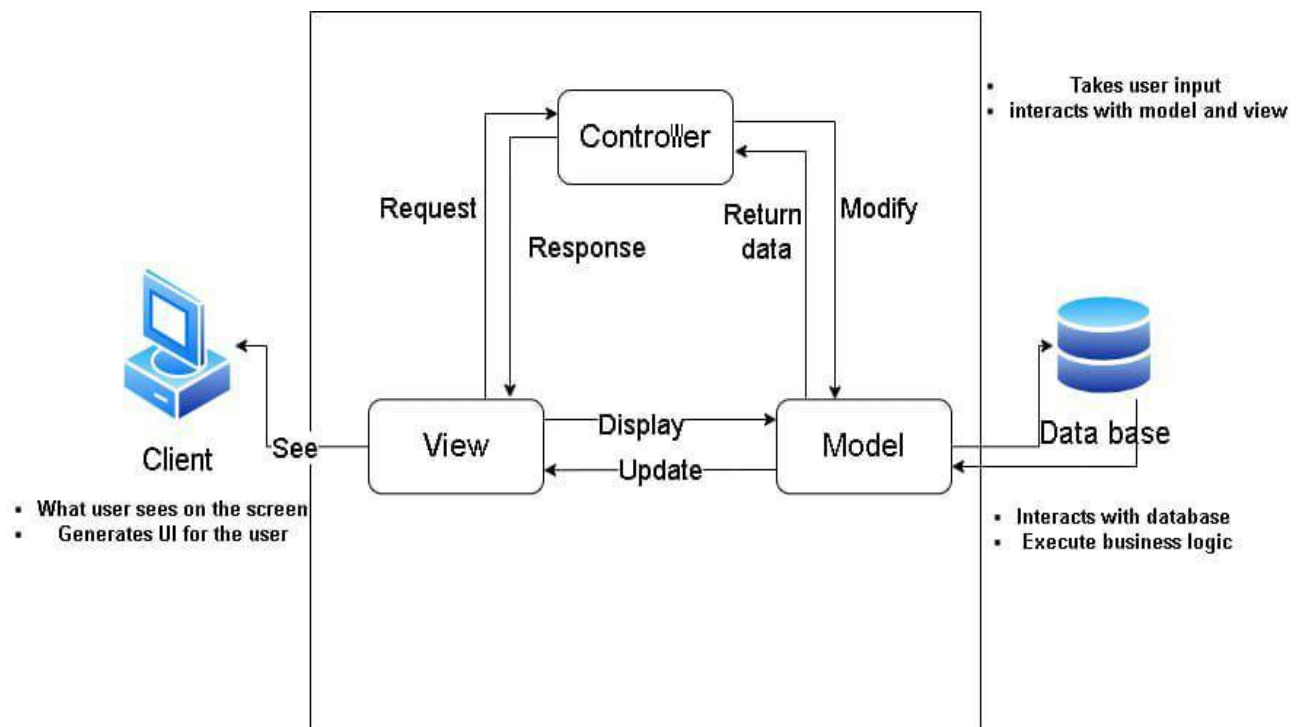 ▪ Takes user input
▪ interacts with model and view
Controller
Request
Response
Return
data
Modify
Client
See
View
Display
Update
Model
Data base
▪ What user sees on the screen
▪ Generates UI for the user
▪ Interacts with database
▪ Execute business logic